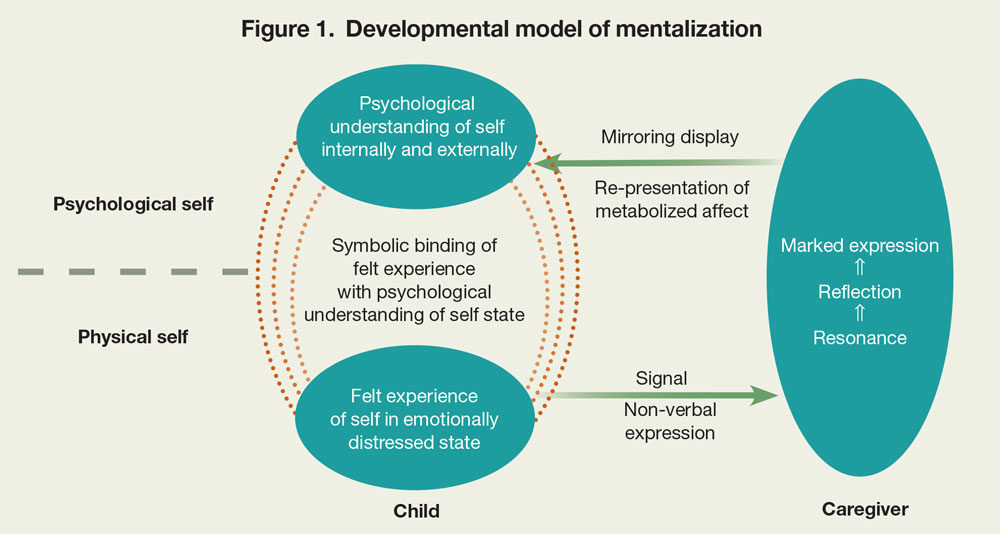 Figure 1.  Developmental model of mentalization
Psychological
understanding of self
internally and externally
Mirroring display
Re-presentation of
metabolized affect
Psychological self
Physical self
Symbolic binding of
felt experience
with psychological
understanding of self state
Marked expression
⇑
Reflection
⇑
Resonance
Felt experience
of self in emotionally
distressed state
Signal
Non-verbal
expression
Child
Caregiver